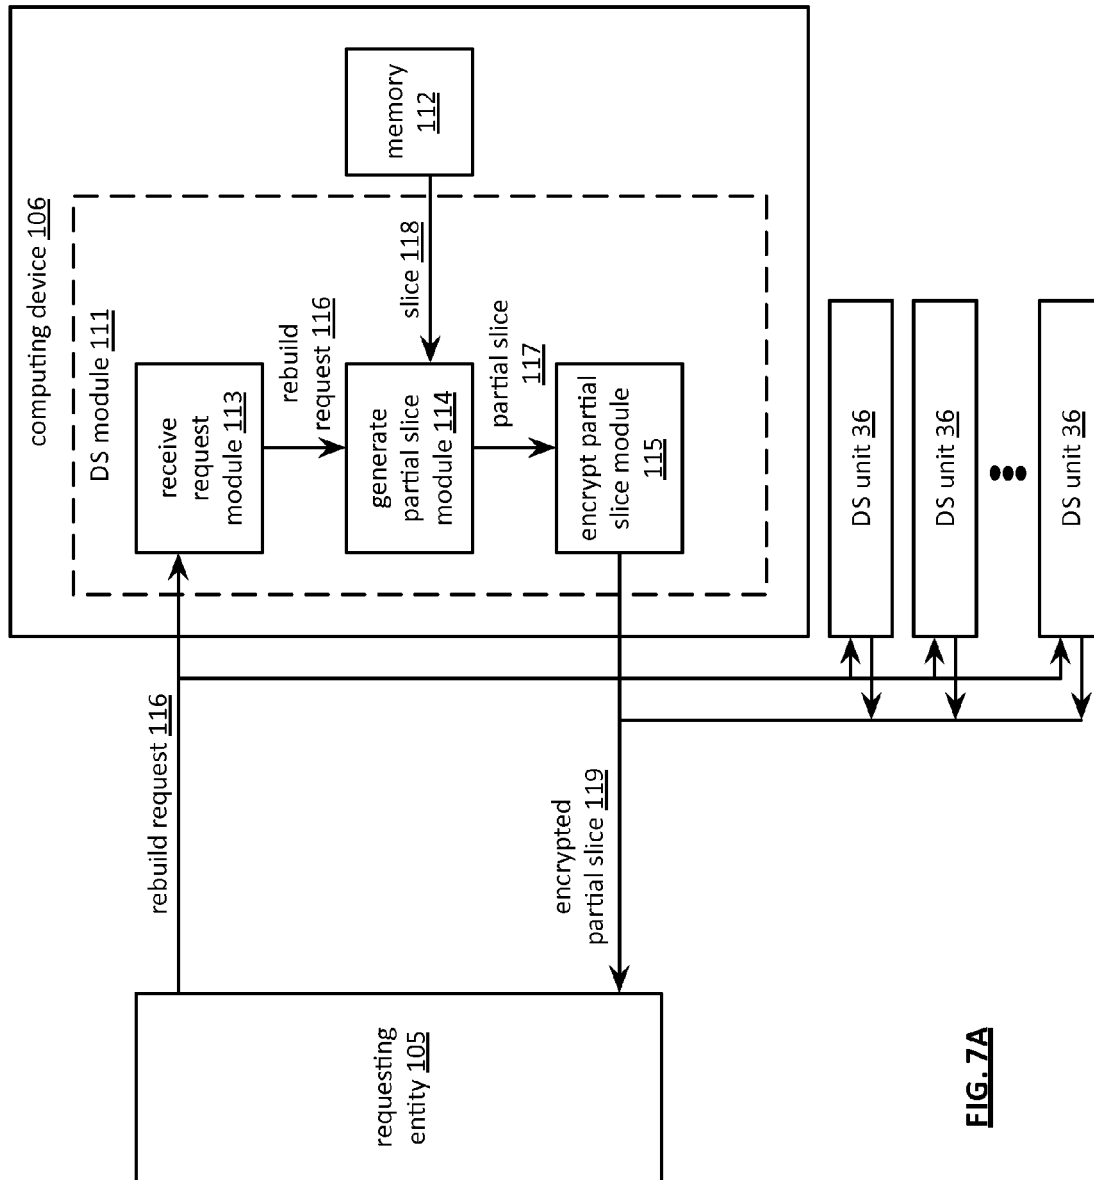 computing device 106
DS module 111
receive
request
module 113
rebuild
request 116
generate
partial slice
module 114
slice 118
memory
112
partial slice
117
encrypt partial
slice module
115
rebuild request 116
encrypted
partial slice 119
requesting
entity 105
DS unit 36
DS unit 36
DS unit 36
FIG. 7A